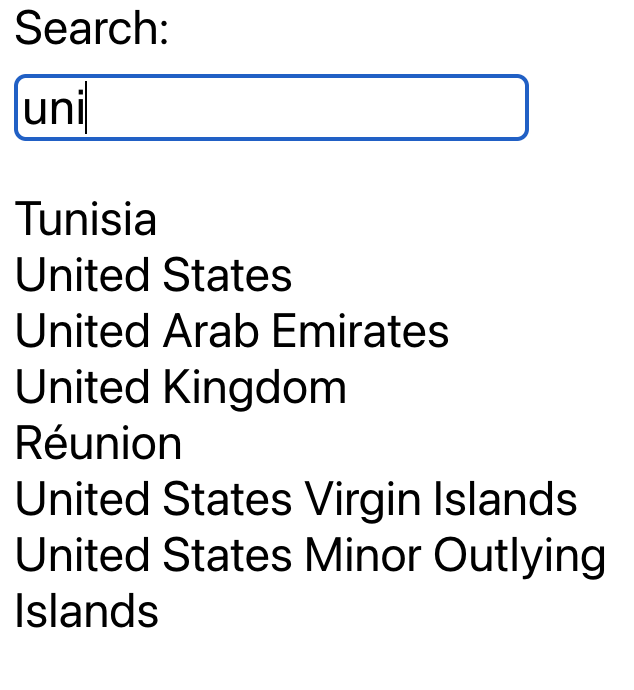 Search:
uni
Tunisia
United States
United Arab Emirates
United Kingdom
Réunion
United States Virgin Islands
United States Minor Outlying
Islands